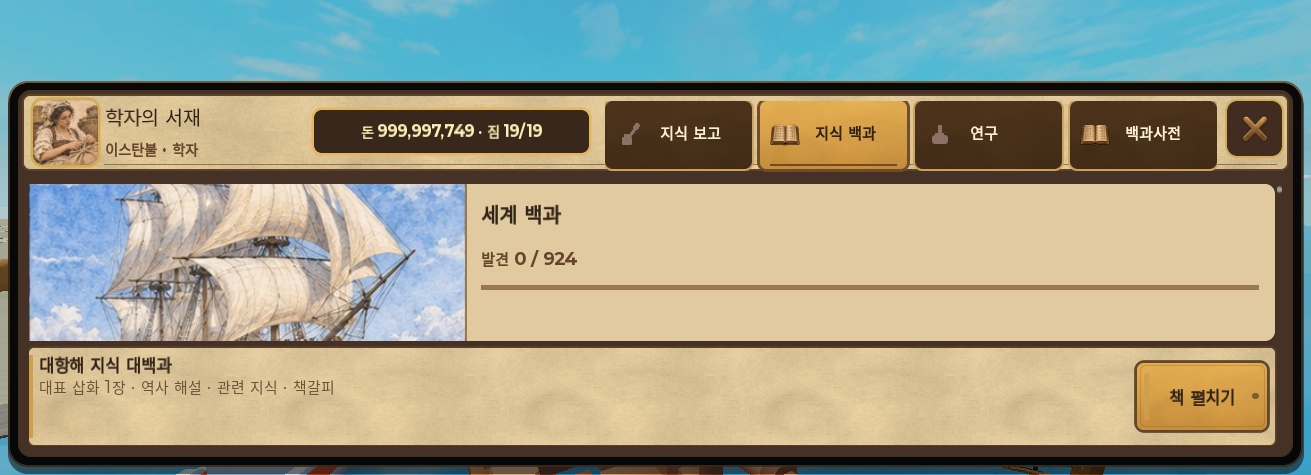 학자의 서재
이스탄불 • 학자
돈 999,997,749 · 짐 19/19
지식 보고
지식 백과
연구
백과사전
세계 백과
발견 0 / 924
대항해 지식 대백과
대표 삽화 1장 · 역사 해설 · 관련 지식 · 책갈피
책 펼치기